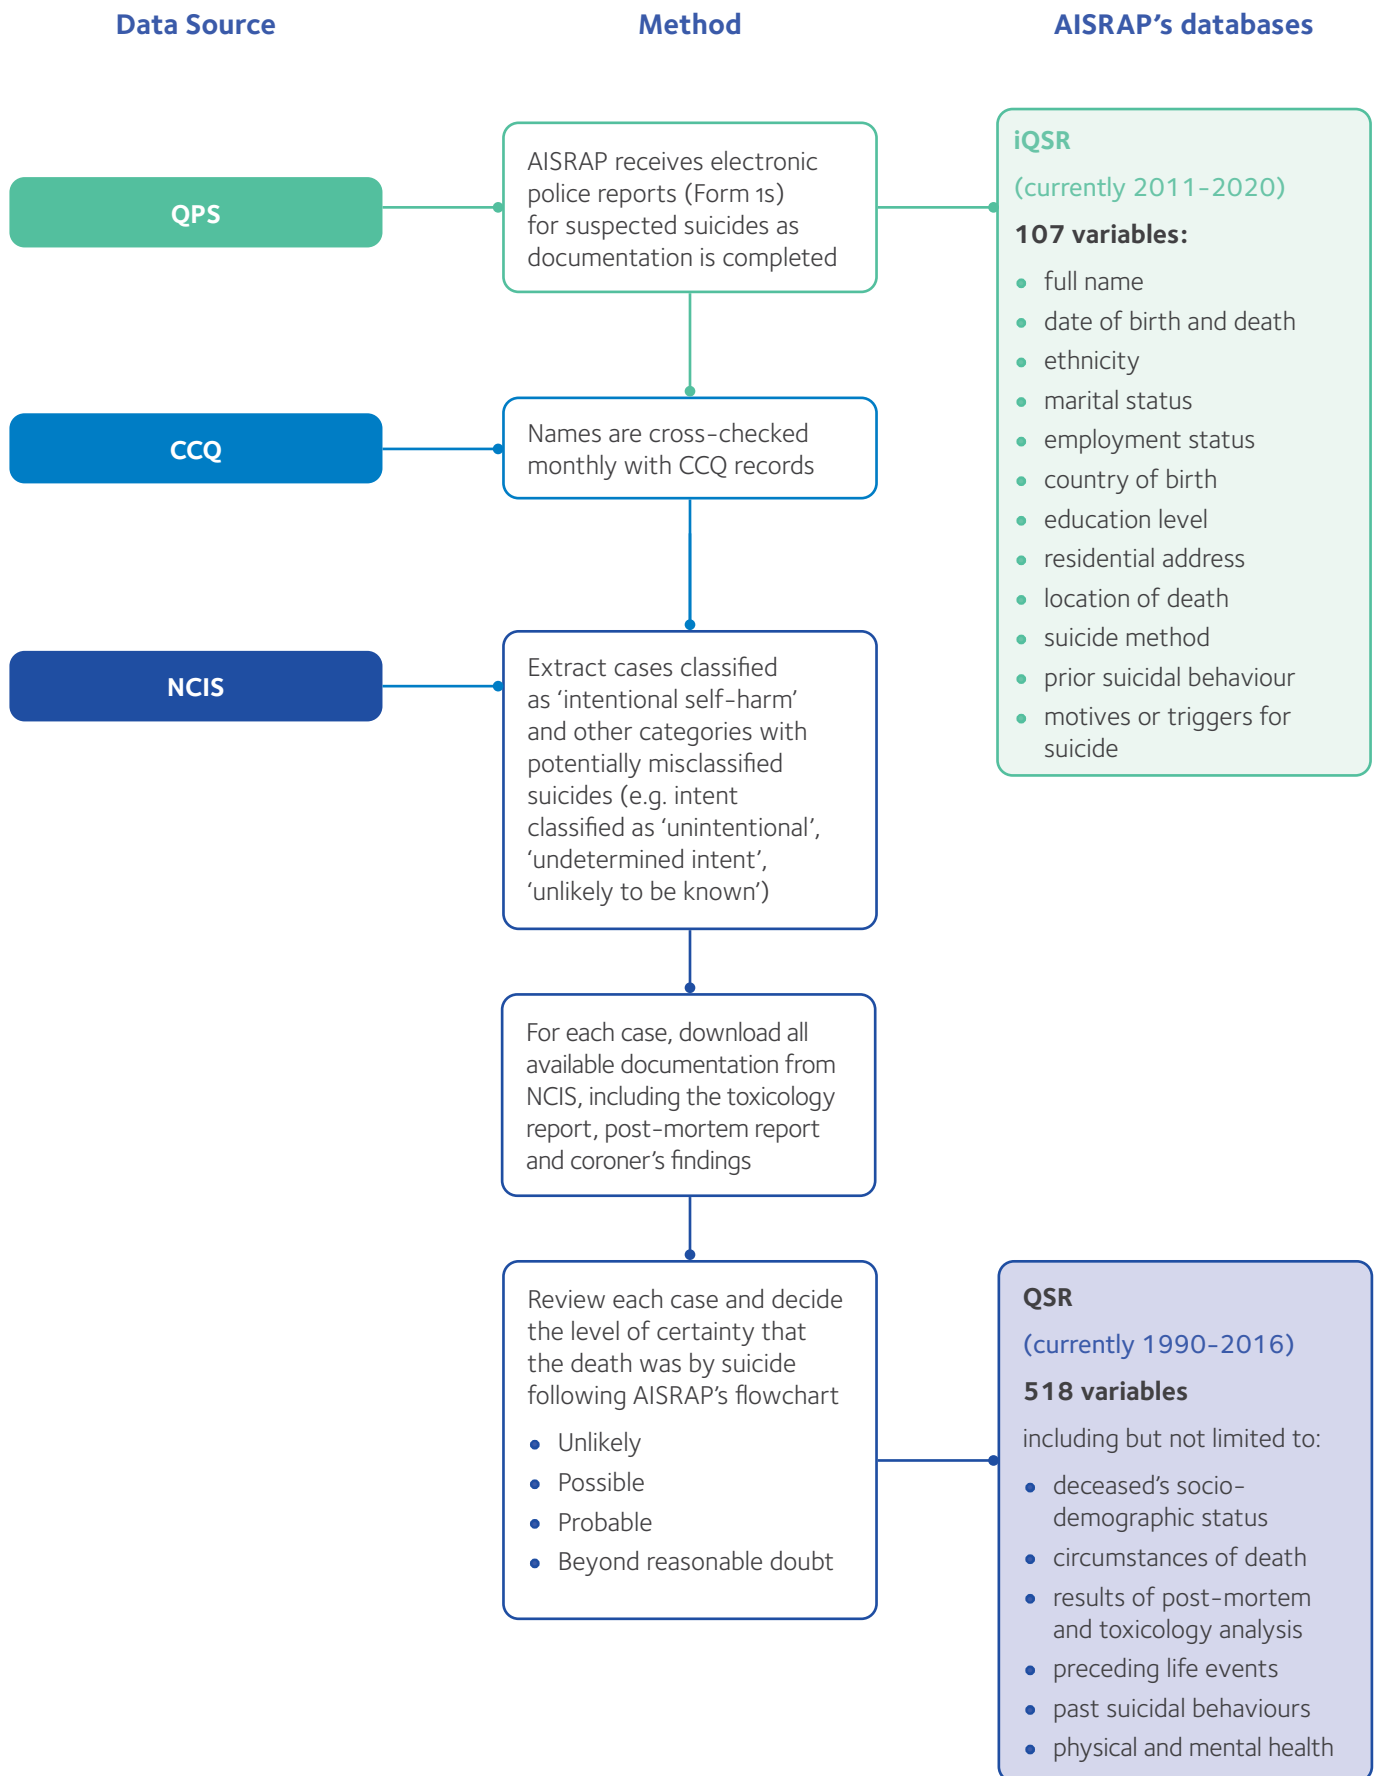 Data Source
Method
AISRAP's databases
QPS
AISRAP receives electronic
police reports (Form 1s)
for suspected suicides as
documentation is completed
iQSR
(currently 2011-2020)
107 variables:
• full name
• date of birth and death
• ethnicity
• marital status
• employment status
• country of birth
• education level
• residential address
• location of death
• suicide method
• prior suicidal behaviour
• motives or triggers for
suicide
CCQ
Names are cross-checked
monthly with CCQ records
NCIS
Extract cases classified
as ‘intentional self-harm’
and other categories with
potentially misclassified
suicides (e.g. intent
classified as ‘unintentional’,
‘undetermined intent’,
‘unlikely to be known’)
For each case, download all
available documentation from
NCIS, including the toxicology
report, post-mortem report
and coroner’s findings
Review each case and decide
the level of certainty that
the death was by suicide
following AISRAP’s flowchart
• Unlikely
• Possible
• Probable
• Beyond reasonable doubt
QSR
(currently 1990-2016)
518 variables
including but not limited to:
• deceased’s socio-
demographic status
• circumstances of death
• results of post-mortem
and toxicology analysis
• preceding life events
• past suicidal behaviours
• physical and mental health